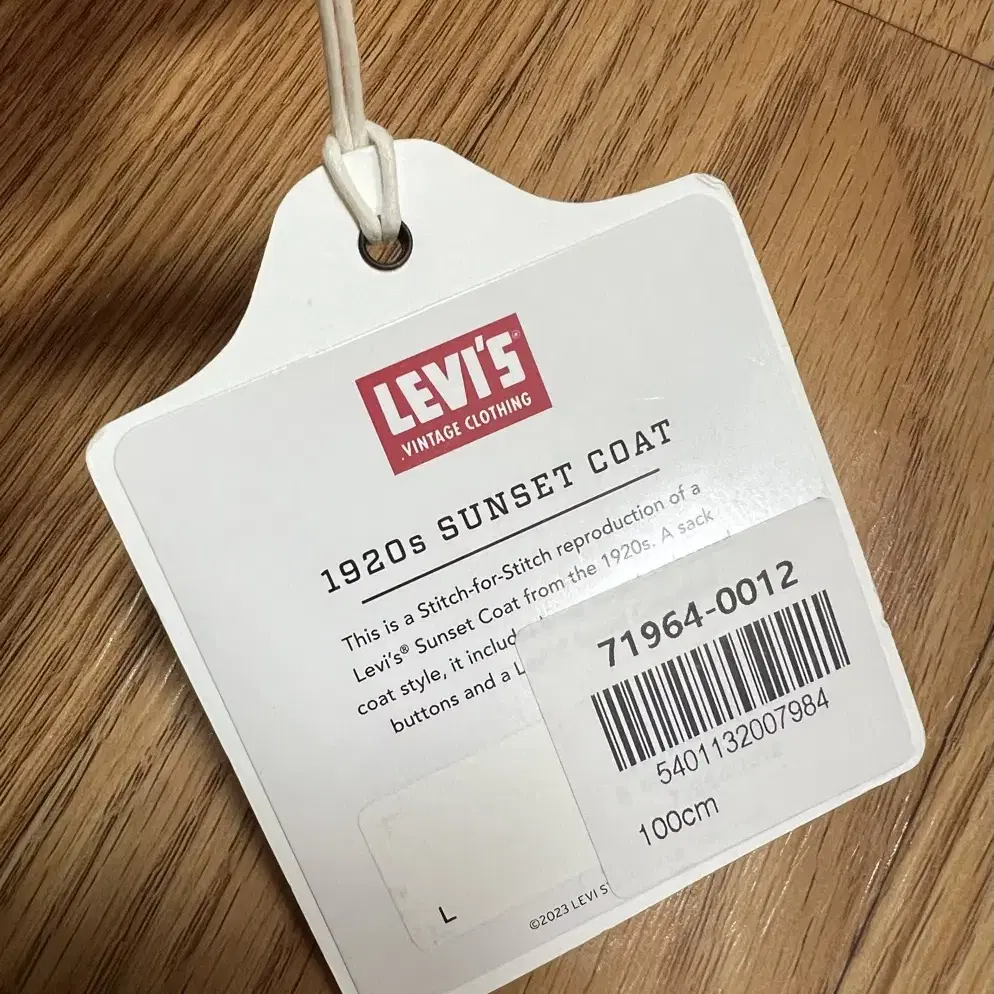 LEVI'S®
VINTAGE CLOTHING
1920s SUNSET COAT
This is a Stitch-for-Stitch reproduction of a
Levi's® Sunset Coat from the 1920s. A sack
coat style, it includ
buttons and a L
71964-0012
5401132007984
100cm
L
©2023 LEVI S